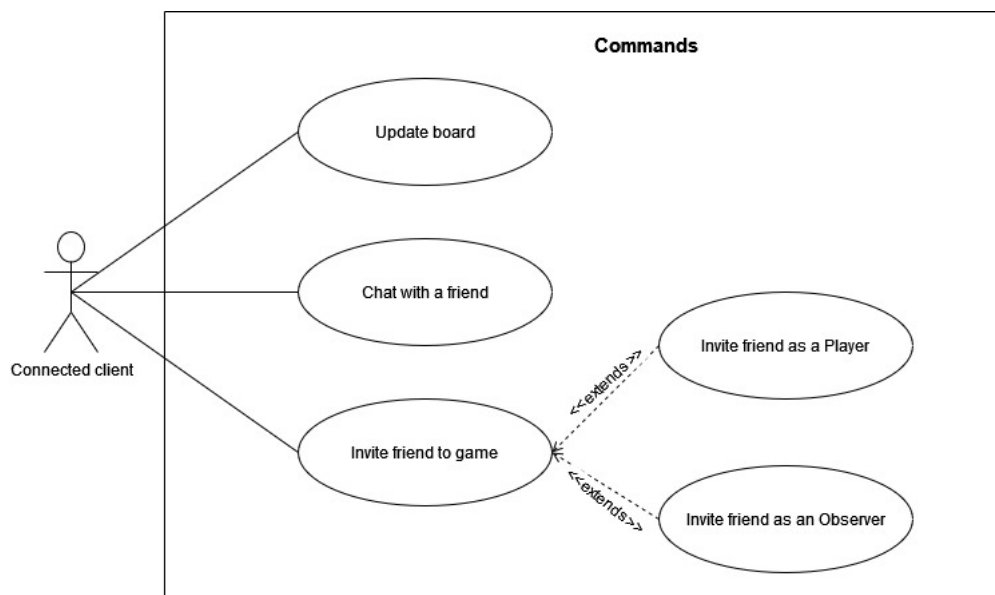 Commands
Update board
Chat with a friend
Connected client
Invite friend to game
<<extends>>
Invite friend as a Player
<<extends>>
Invite friend as an Observer